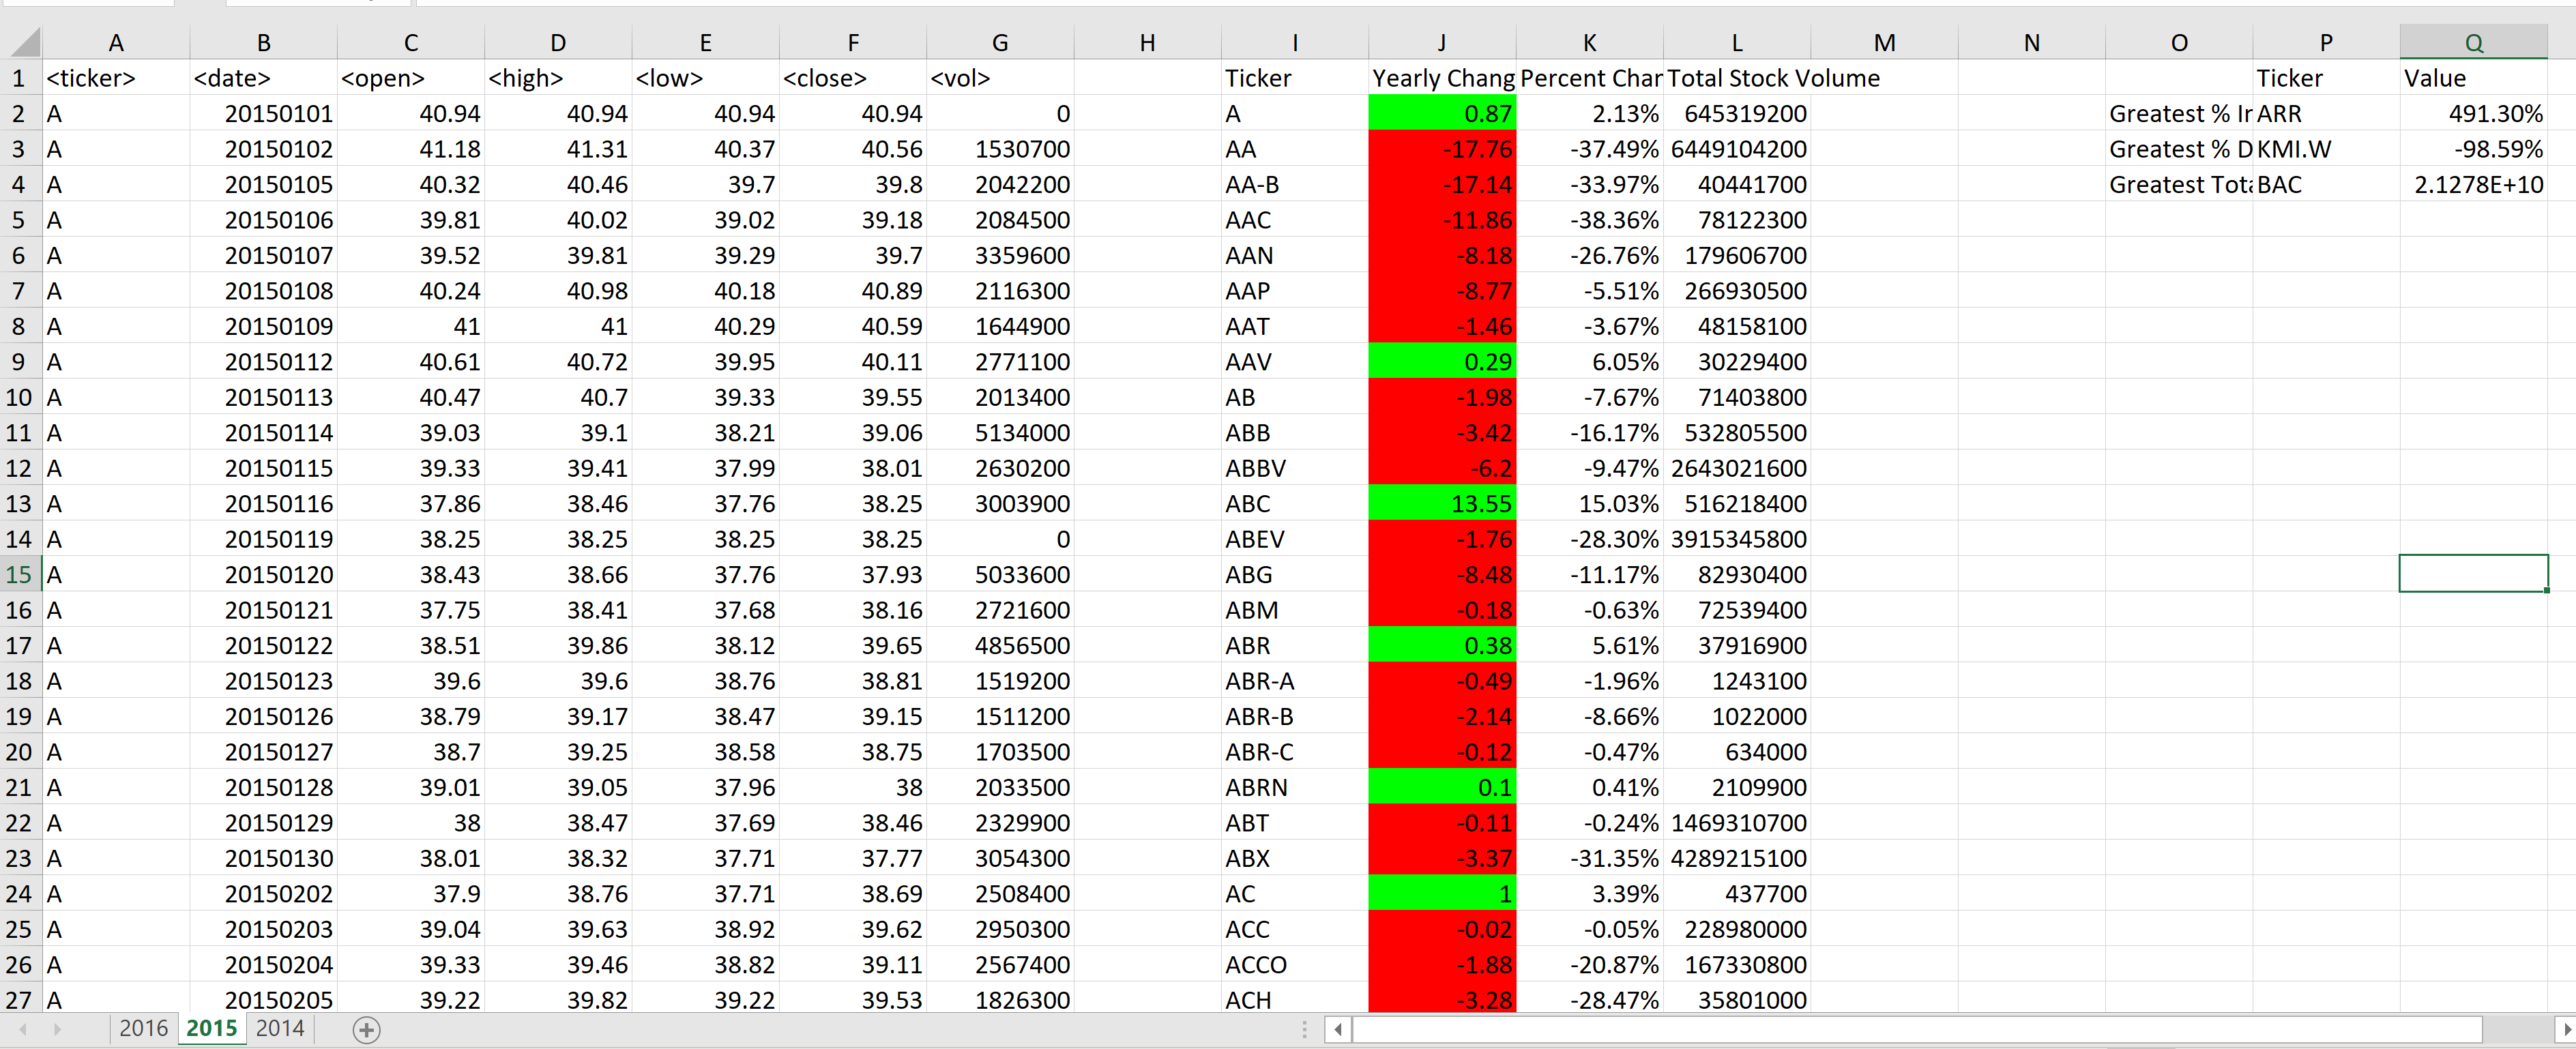 A B C D E F G H I J K L M N O P Q
1 <ticker> <date> <open> <high> <low> <close> <vol> Ticker Yearly Chang Percent Char Total Stock Volume Ticker Value
2 A 20150101 40.94 40.94 40.94 40.94 0 A 0.87 2.13% 645319200 Greatest % Ir ARR 491.30%
3 A 20150102 41.18 41.31 40.37 40.56 1530700 AA -17.76 -37.49% 6449104200 Greatest % D KMI.W -98.59%
4 A 20150105 40.32 40.46 39.7 39.8 2042200 AA-B -17.14 -33.97% 40441700 Greatest Tota BAC 2.1278E+10
5 A 20150106 39.81 40.02 39.02 39.18 2084500 AAC -11.86 -38.36% 78122300
6 A 20150107 39.52 39.81 39.29 39.7 3359600 AAN -8.18 -26.76% 179606700
7 A 20150108 40.24 40.98 40.18 40.89 2116300 AAP -8.77 -5.51% 266930500
8 A 20150109 41 41 40.29 40.59 1644900 AAT -1.46 -3.67% 48158100
9 A 20150112 40.61 40.72 39.95 40.11 2771100 AAV 0.29 6.05% 30229400
10 A 20150113 40.47 40.7 39.33 39.55 2013400 AB -1.98 -7.67% 71403800
11 A 20150114 39.03 39.1 38.21 39.06 5134000 ABB -3.42 -16.17% 532805500
12 A 20150115 39.33 39.41 37.99 38.01 2630200 ABBV -6.2 -9.47% 2643021600
13 A 20150116 37.86 38.46 37.76 38.25 3003900 ABC 13.55 15.03% 516218400
14 A 20150119 38.25 38.25 38.25 38.25 0 ABEV -1.76 -28.30% 3915345800
15 A 20150120 38.43 38.66 37.76 37.93 5033600 ABG -8.48 -11.17% 82930400
16 A 20150121 37.75 38.41 37.68 38.16 2721600 ABM -0.18 -0.63% 72539400
17 A 20150122 38.51 39.86 38.12 39.65 4856500 ABR 0.38 5.61% 37916900
18 A 20150123 39.6 39.6 38.76 38.81 1519200 ABR-A -0.49 -1.96% 1243100
19 A 20150126 38.79 39.17 38.47 39.15 1511200 ABR-B -2.14 -8.66% 1022000
20 A 20150127 38.7 39.25 38.58 38.75 1703500 ABR-C -0.12 -0.47% 634000
21 A 20150128 39.01 39.05 37.96 38 2033500 ABRN 0.1 0.41% 2109900
22 A 20150129 38 38.47 37.69 38.46 2329900 ABT -0.11 -0.24% 1469310700
23 A 20150130 38.01 38.32 37.71 37.77 3054300 ABX -3.37 -31.35% 4289215100
24 A 20150202 37.9 38.76 37.71 38.69 2508400 AC 1 3.39% 437700
25 A 20150203 39.04 39.63 38.92 39.62 2950300 ACC -0.02 -0.05% 228980000
26 A 20150204 39.33 39.46 38.82 39.11 2567400 ACCO -1.88 -20.87% 167330800
27 A 20150205 39.22 39.82 39.22 39.53 1826300 ACH -3.28 -28.47% 35801000
2016 2015 2014